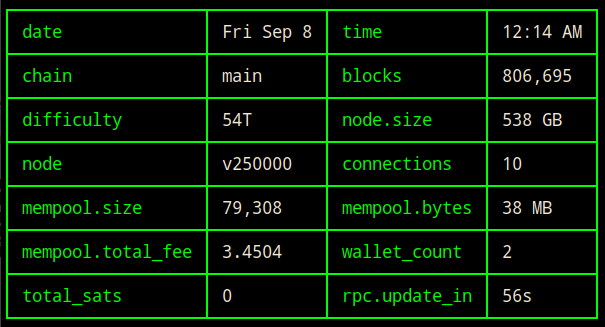 date Fri Sep 8 time 12:14 AM
chain main blocks 806,695
difficulty 54T node.size 538 GB
node v250000 connections 10
mempool.size 79,308 mempool.bytes 38 MB
mempool.total_fee 3.4504 wallet_count 2
total_sats 0 rpc.update_in 56s